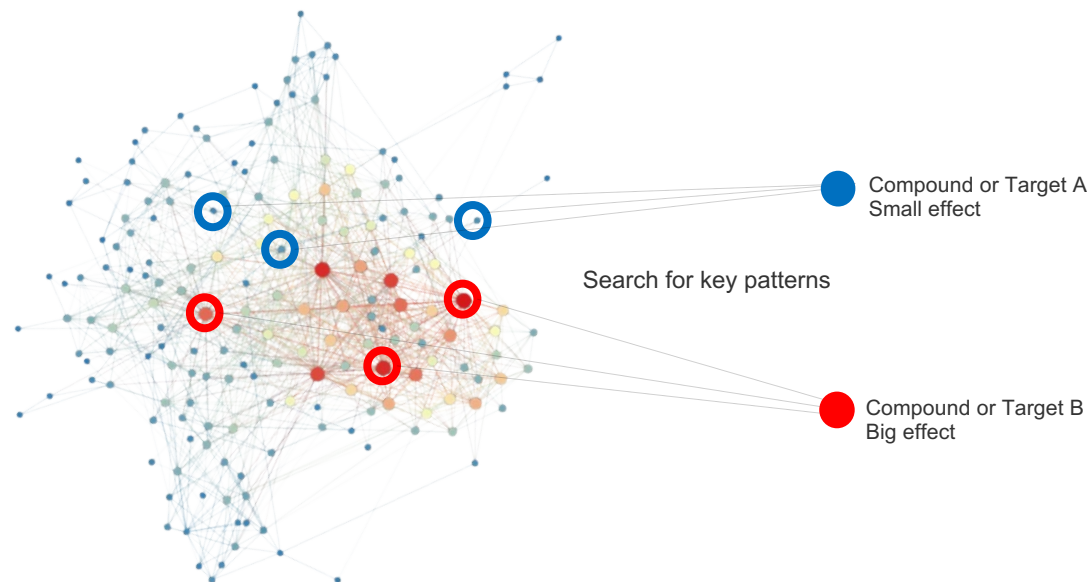 Compound or Target A
Small effect
Search for key patterns
Compound or Target B
Big effect